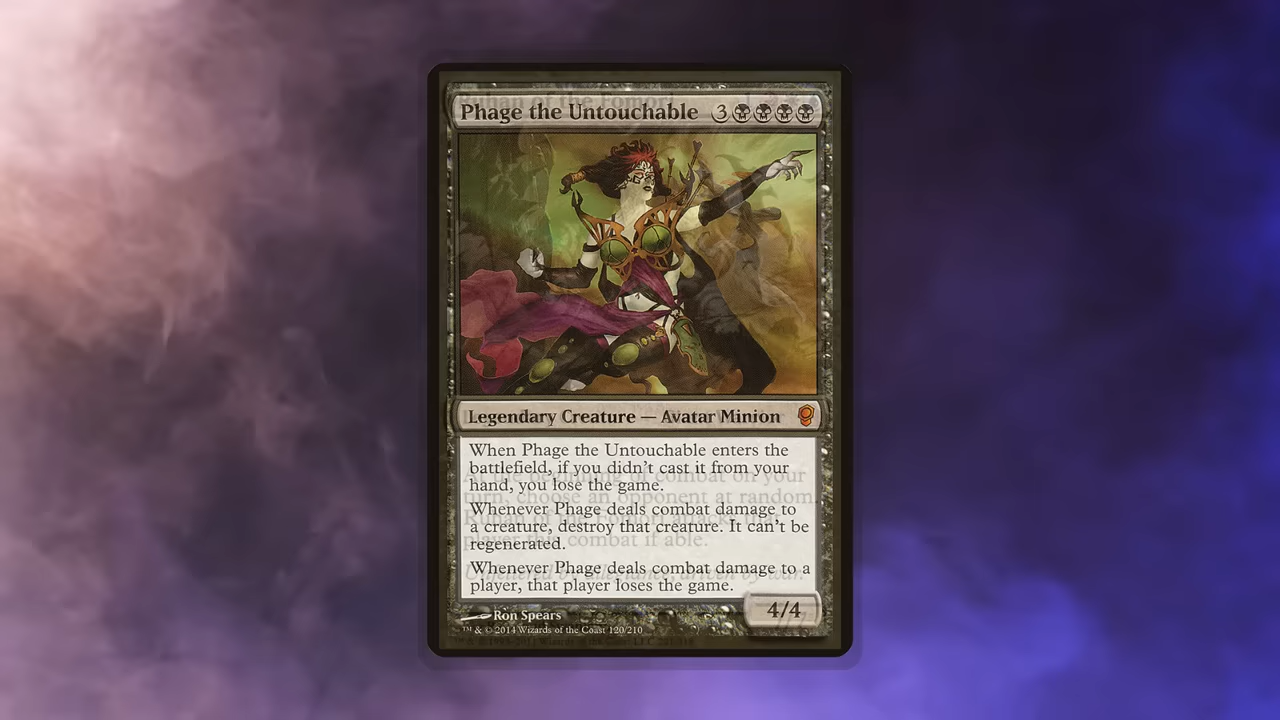 Phage the Untouchable 3
Legendary Creature — Avatar Minion
When Phage the Untouchable enters the
battlefield, if you didn't cast it from your
hand, you lose the game.
Whenever Phage deals combat damage to
a creature, destroy that creature. It can't be
regenerated.
Whenever Phage deals combat damage to a
player, that player loses the game.
4/4
Ron Spears
™ & © 2014 Wizards of the Coast 120/210